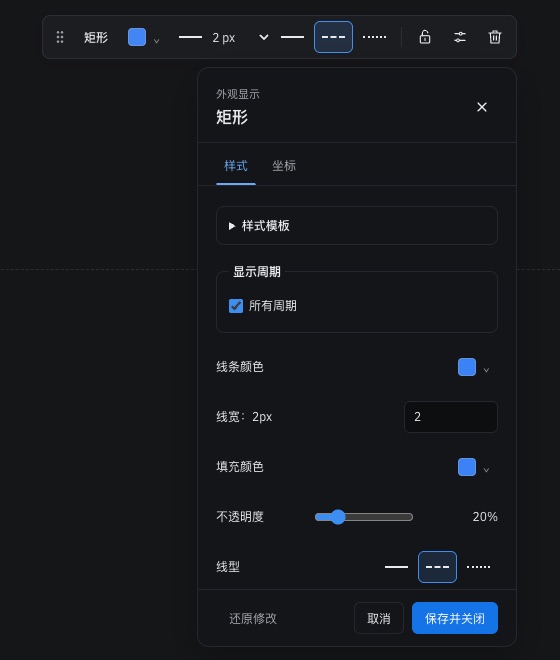 矩形
2 px
外观显示
矩形
样式
坐标
样式模板
显示周期
所有周期
线条颜色
线宽：2px
2
填充颜色
不透明度
20%
线型
还原修改
取消
保存并关闭